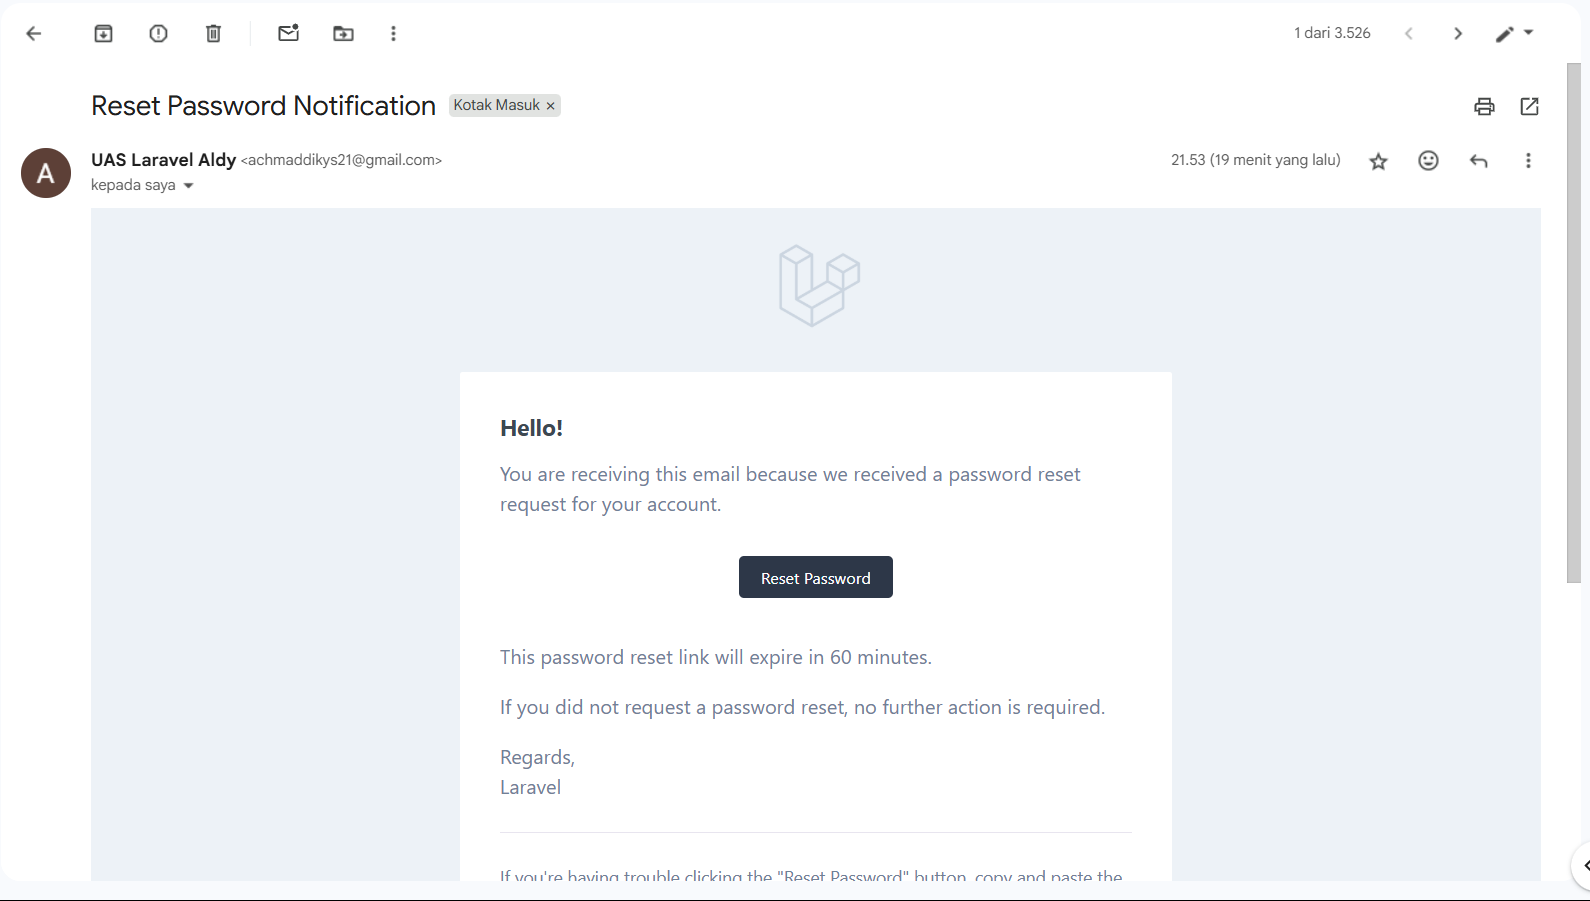 1 dari 3.526
Reset Password Notification
Kotak Masuk ×
A
UAS Laravel Aldy <achmaddikys21@gmail.com>
21.53 (19 menit yang lalu)
kepada saya
Hello!
You are receiving this email because we received a password reset
request for your account.
Reset Password
This password reset link will expire in 60 minutes.
If you did not request a password reset, no further action is required.
Regards,
Laravel
If you're having trouble clicking the "Reset Password" button, copy and paste the